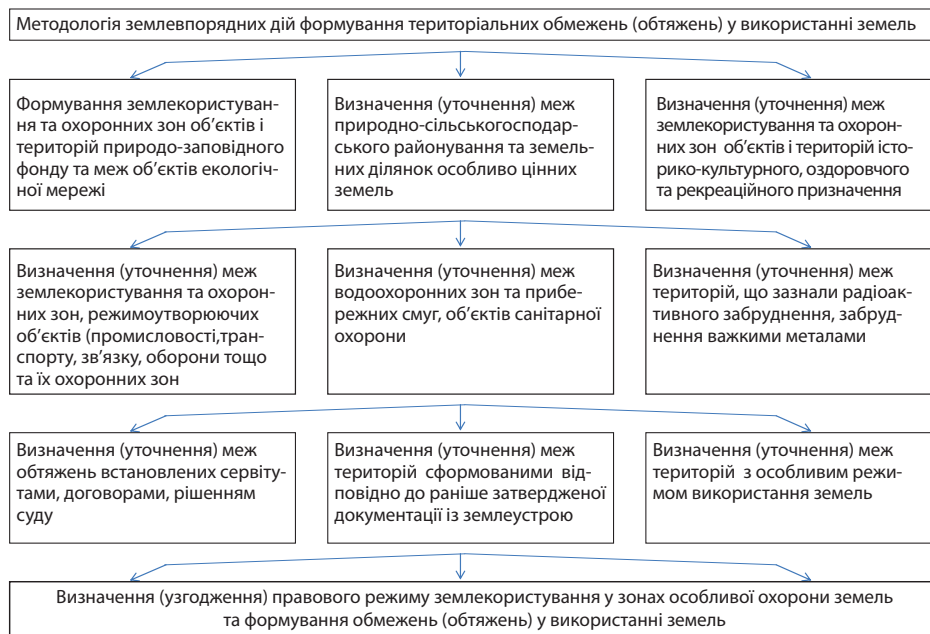 Методологія землевпорядних дій формування територіальних обмежень (обтяжень) у використанні земель
Формування землекористуван-
ня та охоронних зон об’єктів і
територій природо-заповідного
фонду та меж об’єктів екологіч-
ної мережі
Визначення (уточнення) меж
природно-сільськогосподар-
ського районування та земель-
них ділянок особливо цінних
земель
Визначення (уточнення) меж
землекористування та охорон-
них зон об’єктів і територій істо-
рико-культурного, оздоровчого
та рекреаційного призначення
Визначення (уточнення) меж
землекористування та охорон-
них зон, режимоутворюючих
об’єктів (промисловості,тран-
спорту, зв’язку, оборони тощо
та їх охоронних зон
Визначення (уточнення) меж
водоохоронних зон та прибе-
режних смуг, об’єктів санітарної
охорони
Визначення (уточнення) меж
територій, що зазнали радіоак-
тивного забруднення, забруд-
нення важкими металами
Визначення (уточнення) меж
обтяжень встановлених сервіту-
тами, договорами, рішенням
суду
Визначення (уточнення) меж
територій сформованими від-
повідно до раніше затвердженої
документації із землеустрою
Визначення (уточнення) меж
територій з особливим режи-
мом використання земель
Визначення (узгодження) правового режиму землекористування у зонах особливої охорони земель
та формування обмежень (обтяжень) у використанні земель